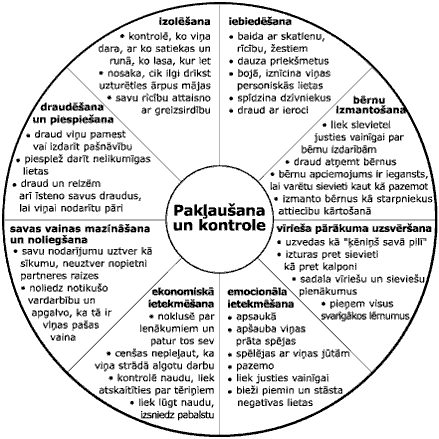 izolēšana
• kontrolē, ko viņa
dara, ar ko satiekas un
runā, ko lasa, kur iet
• nosaka, cik ilgi drīkst
uzturēties ārpus mājas
• savu rīcību attaisno
ar greizsirdību
iebiedēšana
• baida ar skatienu,
rīcību, žestiem
• dauza priekšmetus
• bojā, iznīcina viņas
personiskās lietas
• spīdzina dzīvniekus
• draud ar ieroci
bērnu
izmantošana
• liek sievietei
justies vainīgai par
bērnu izdarībām
• draud atņemt bērnus
• bērnu apciemojums ir iegansts,
lai varētu sievieti kaut kā pazemot
• izmanto bērnus kā starpniekus
attiecību kārtošanā
vīrieša pārākuma uzsvēršana
• uzvedas kā "ķēniņš savā pilī"
• izturas pret sievieti
kā pret kalponi
• sadala vīriešu un sieviešu
pienākumus
• pieņem visus
svarīgākos lēmumus
emocionāla
ietekmēšana
• apsaukā
• apšauba viņas
prāta spējas
• spēlējas ar viņas jūtām
• pazemo
• liek justies vainīgai
• bieži piemin un stāsta
negatīvas lietas
ekonomiskā
ietekmēšana
• noklusē par
ienākumiem un
patur tos sev
• cenšas nepieļaut, ka
viņa strādā algotu darbu
• kontrolē naudu, liek
atskaitīties par tēriņiem
• liek lūgt naudu,
izsniedz pabalstu
savas vainas mazināšana
un noliegšana
• savu nodarījumu uztver kā
sīkumu, neuztver nopietni
partneres raizes
• noliedz notikušo
vardarbību un
apgalvo, ka tā ir
viņas pašas
vaina
draudēšana
un piespiešana
• draud viņu pamest
vai izdarīt pašnāvību
• piespiež darīt nelikumīgas
lietas
• draud un reizēm
arī īsteno savus draudus,
lai viņai nodarītu pāri
Pakļaušana
un kontrole